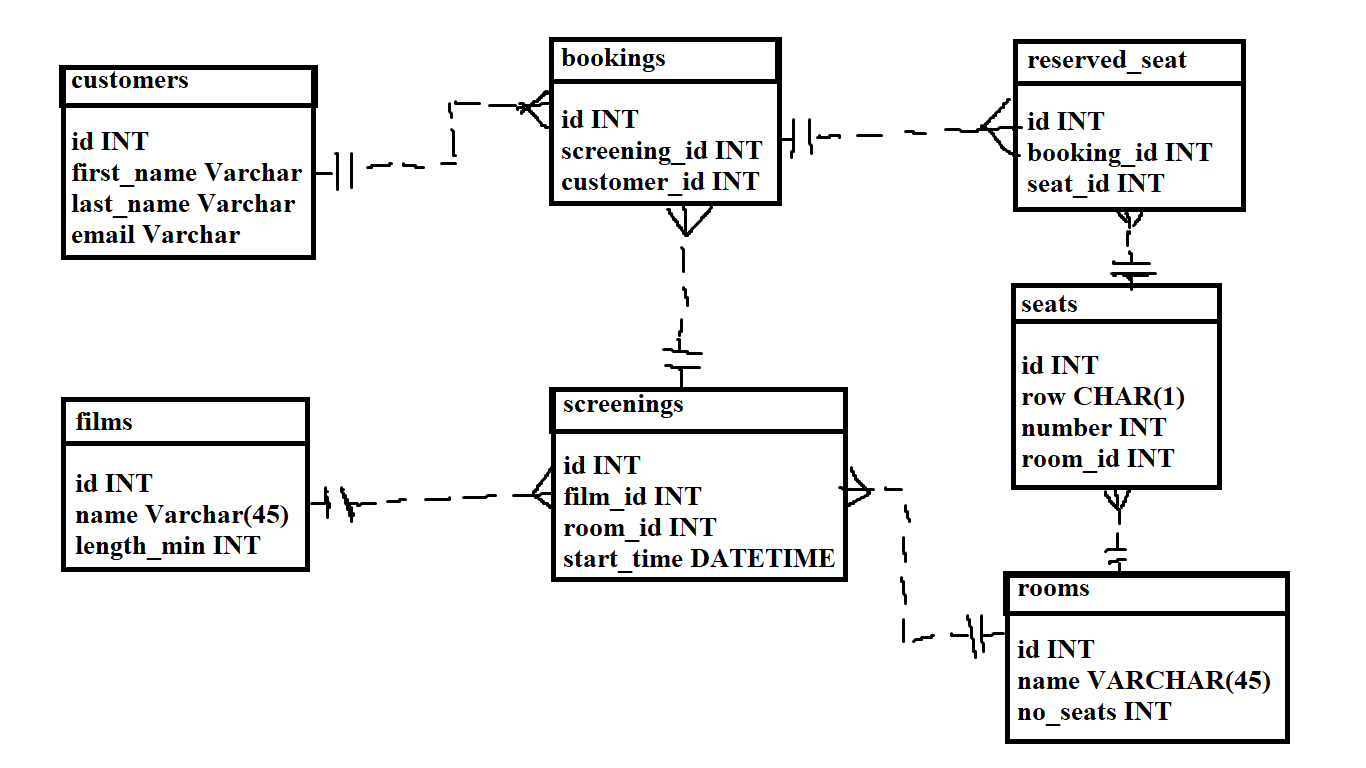 customers
id INT
first_name Varchar
last_name Varchar
email Varchar
bookings
id INT
screening_id INT
customer_id INT
reserved_seat
id INT
booking_id INT
seat_id INT
seats
id INT
row CHAR(1)
number INT
room_id INT
films
id INT
name Varchar(45)
length_min INT
screenings
id INT
film_id INT
room_id INT
start_time DATETIME
rooms
id INT
name VARCHAR(45)
no_seats INT